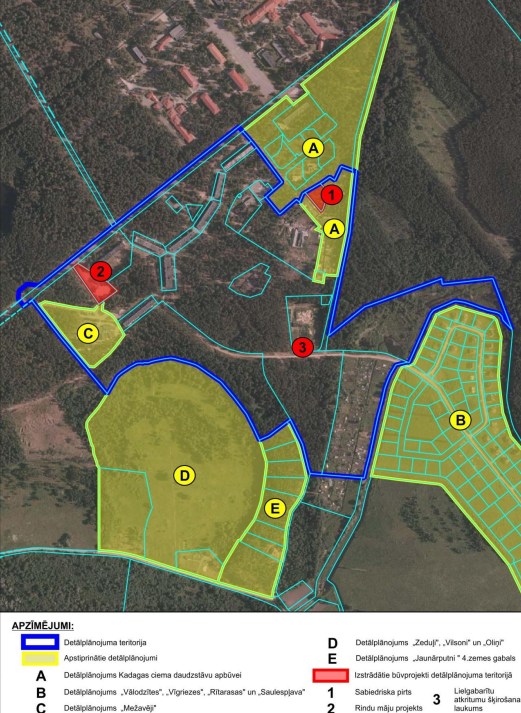 A
1
A
2
C
3
B
D
E
APZĪMĒJUMI:
Detālplānojuma teritorija
Apstiprinātie detālplānojumi
A Detālplānojums Kadagas ciema daudzstāvu apbūvei
B Detālplānojums „Vālodzītes", „Vīgriezes", „Rītarasas" un „Saulespļava"
C Detālplānojums „Mežavēji"
D Detālplānojums „Zeduļi", „Vilsoni" un „Oliņi"
E Detālplānojums „Jaunārputni " 4.zemes gabals
Izstrādātie būvprojekti detālplānojuma teritorijā
1 Sabiedriska pirts
2 Rindu māju projekts
3 Lielgabarītu
atkritumu šķirošanas
laukums